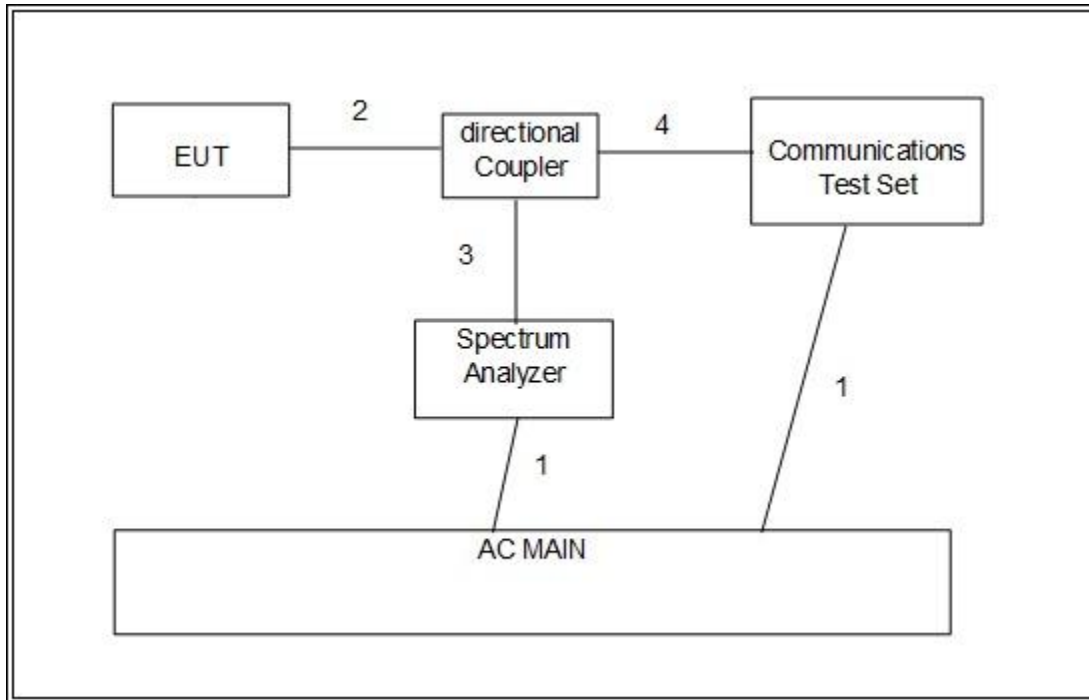 EUT
2
directional
Coupler
4
Communications
Test Set
3
Spectrum
Analyzer
1
1
AC MAIN